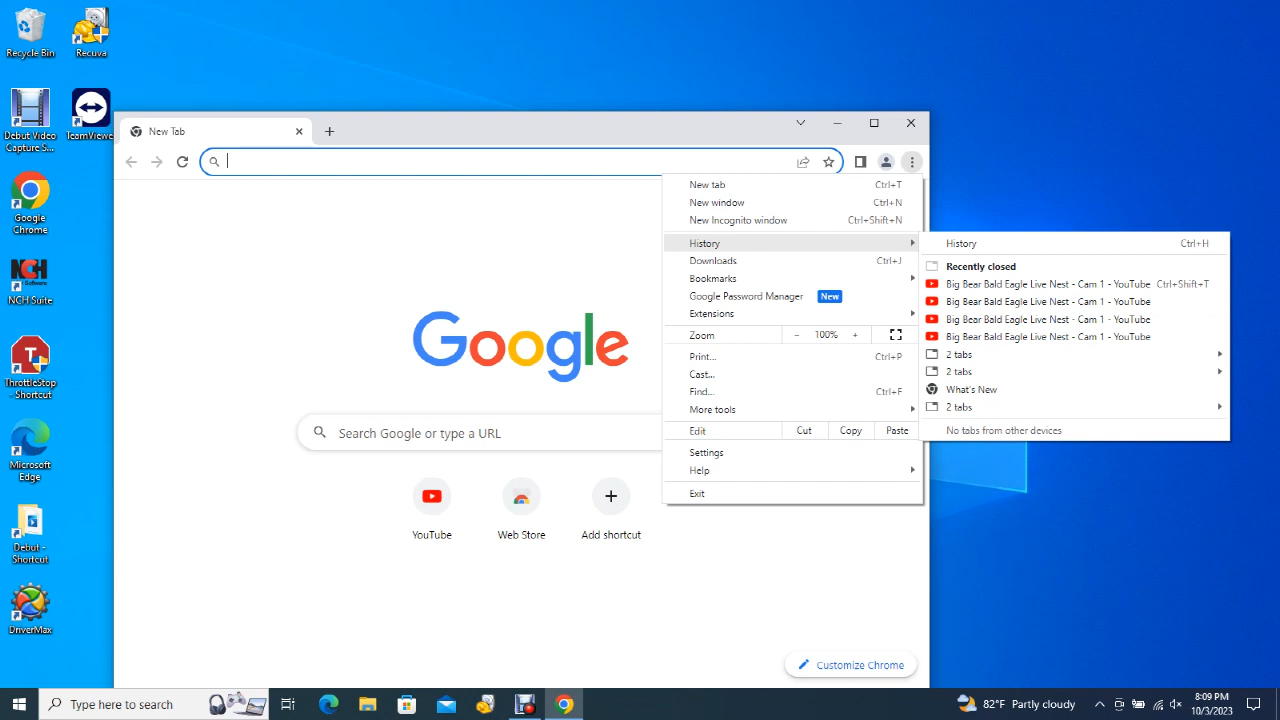 Recycle Bin
Recuva
Debut Video
Capture S...
TeamViewer
Google
Chrome
NCH Software
NCH Suite
ThrottleStop
- Shortcut
Microsoft
Edge
Debut -
Shortcut
DriverMax
New Tab
New tab Ctrl+T
New window Ctrl+N
New Incognito window Ctrl+Shift+N
History
Downloads Ctrl+J
Bookmarks
Google Password Manager New
Extensions
Zoom - 100% +
Print... Ctrl+P
Cast...
Find... Ctrl+F
More tools
Edit Cut Copy Paste
Settings
Help
Exit
History Ctrl+H
Recently closed
Big Bear Bald Eagle Live Nest - Cam 1 - YouTube Ctrl+Shift+T
Big Bear Bald Eagle Live Nest - Cam 1 - YouTube
Big Bear Bald Eagle Live Nest - Cam 1 - YouTube
Big Bear Bald Eagle Live Nest - Cam 1 - YouTube
2 tabs
2 tabs
What's New
2 tabs
No tabs from other devices
Google
Search Google or type a URL
YouTube
Web Store
Add shortcut
Customize Chrome
Type here to search
82°F Partly cloudy
8:09 PM
10/3/2023